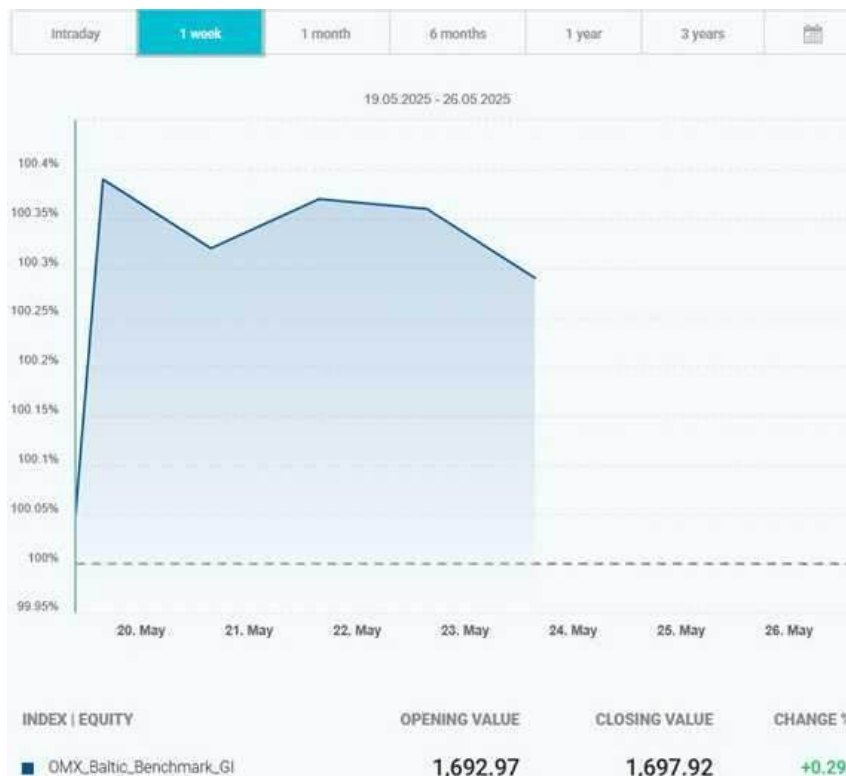 Intraday 1 week 1 month 6 months 1 year 3 years
19.05.2025 - 26.05.2025
100.4%
100.35%
100.3%
100.25%
100.2%
100.15%
100.1%
100.05%
100%
99.95%
20. May 21. May 22. May 23. May 24. May 25. May 26. May
INDEX | EQUITY OPENING VALUE CLOSING VALUE CHANGE
OMX_Baltic_Benchmark_GI 1,692.97 1,697.92 +0.29